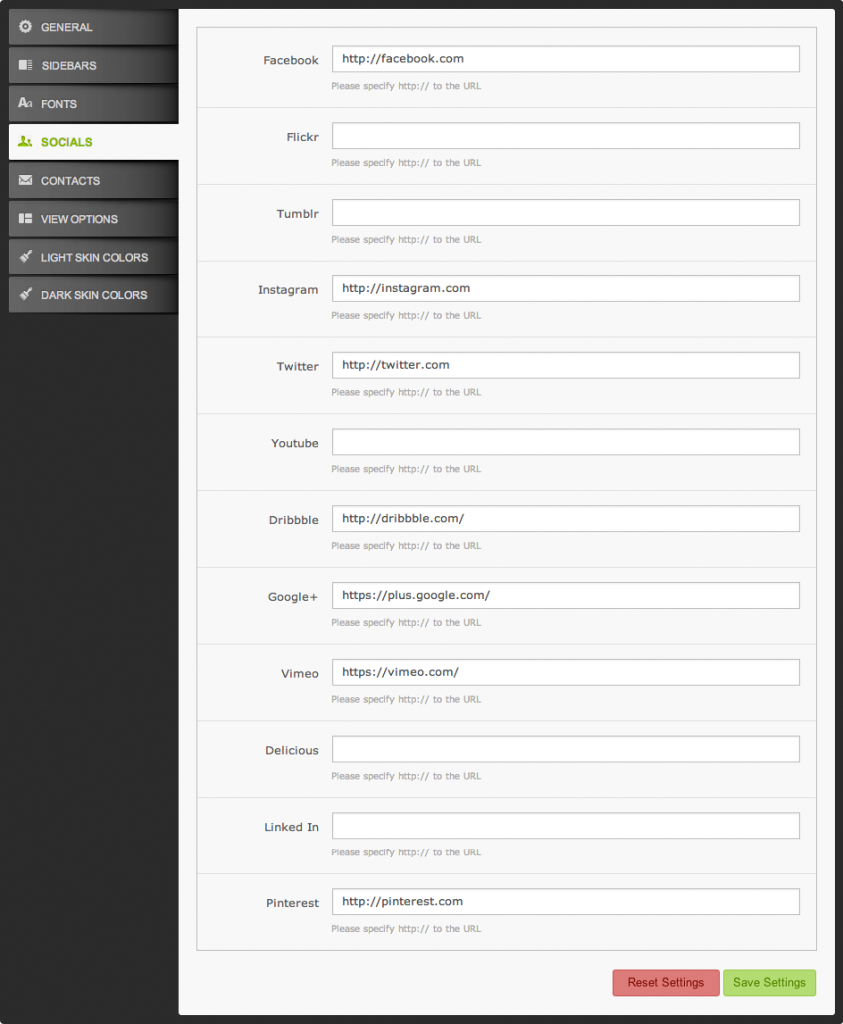 GENERAL
SIDEBARS
FONTS
SOCIALS
CONTACTS
VIEW OPTIONS
LIGHT SKIN COLORS
DARK SKIN COLORS
Facebook http://facebook.com
Please specify http:// to the URL
Flickr
Please specify http:// to the URL
Tumblr
Please specify http:// to the URL
Instagram http://instagram.com
Please specify http:// to the URL
Twitter http://twitter.com
Please specify http:// to the URL
Youtube
Please specify http:// to the URL
Dribbble http://dribbble.com/
Please specify http:// to the URL
Google+ https://plus.google.com/
Please specify http:// to the URL
Vimeo https://vimeo.com/
Please specify http:// to the URL
Delicious
Please specify http:// to the URL
Linked In
Please specify http:// to the URL
Pinterest http://pinterest.com
Please specify http:// to the URL
Reset Settings Save Settings